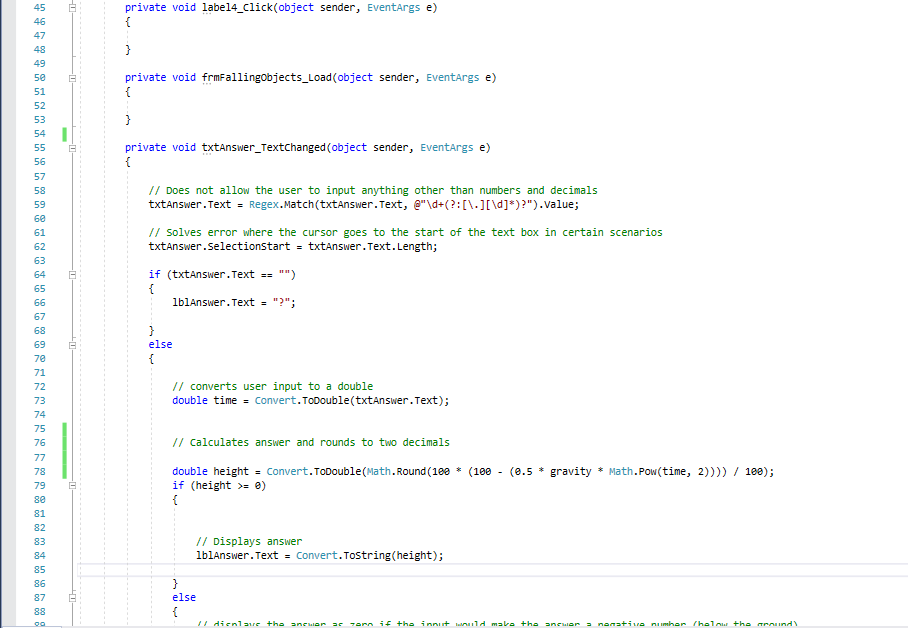 45 private void label4_Click(object sender, EventArgs e)
46 {
47
48 }
49
50 private void frmFallingObjects_Load(object sender, EventArgs e)
51 {
52
53 }
54
55 private void txtAnswer_TextChanged(object sender, EventArgs e)
56 {
57
58 // Does not allow the user to input anything other than numbers and decimals
59 txtAnswer.Text = Regex.Match(txtAnswer.Text, @"\d+(?:[\.][\d]*)?").Value;
60
61 // Solves error where the cursor goes to the start of the text box in certain scenarios
62 txtAnswer.SelectionStart = txtAnswer.Text.Length;
63
64 if (txtAnswer.Text == "")
65 {
66 lblAnswer.Text = "?";
67
68 }
69 else
70 {
71
72 // converts user input to a double
73 double time = Convert.ToDouble(txtAnswer.Text);
74
75
76 // Calculates answer and rounds to two decimals
77
78 double height = Convert.ToDouble(Math.Round(100 * (100 - (0.5 * gravity * Math.Pow(time, 2)))) / 100);
79 if (height >= 0)
80 {
81
82
83 // Displays answer
84 lblAnswer.Text = Convert.ToString(height);
85
86 }
87 else
88 {
89 // displays the answer as zero if the input would make the answer a negative number (below the ground)